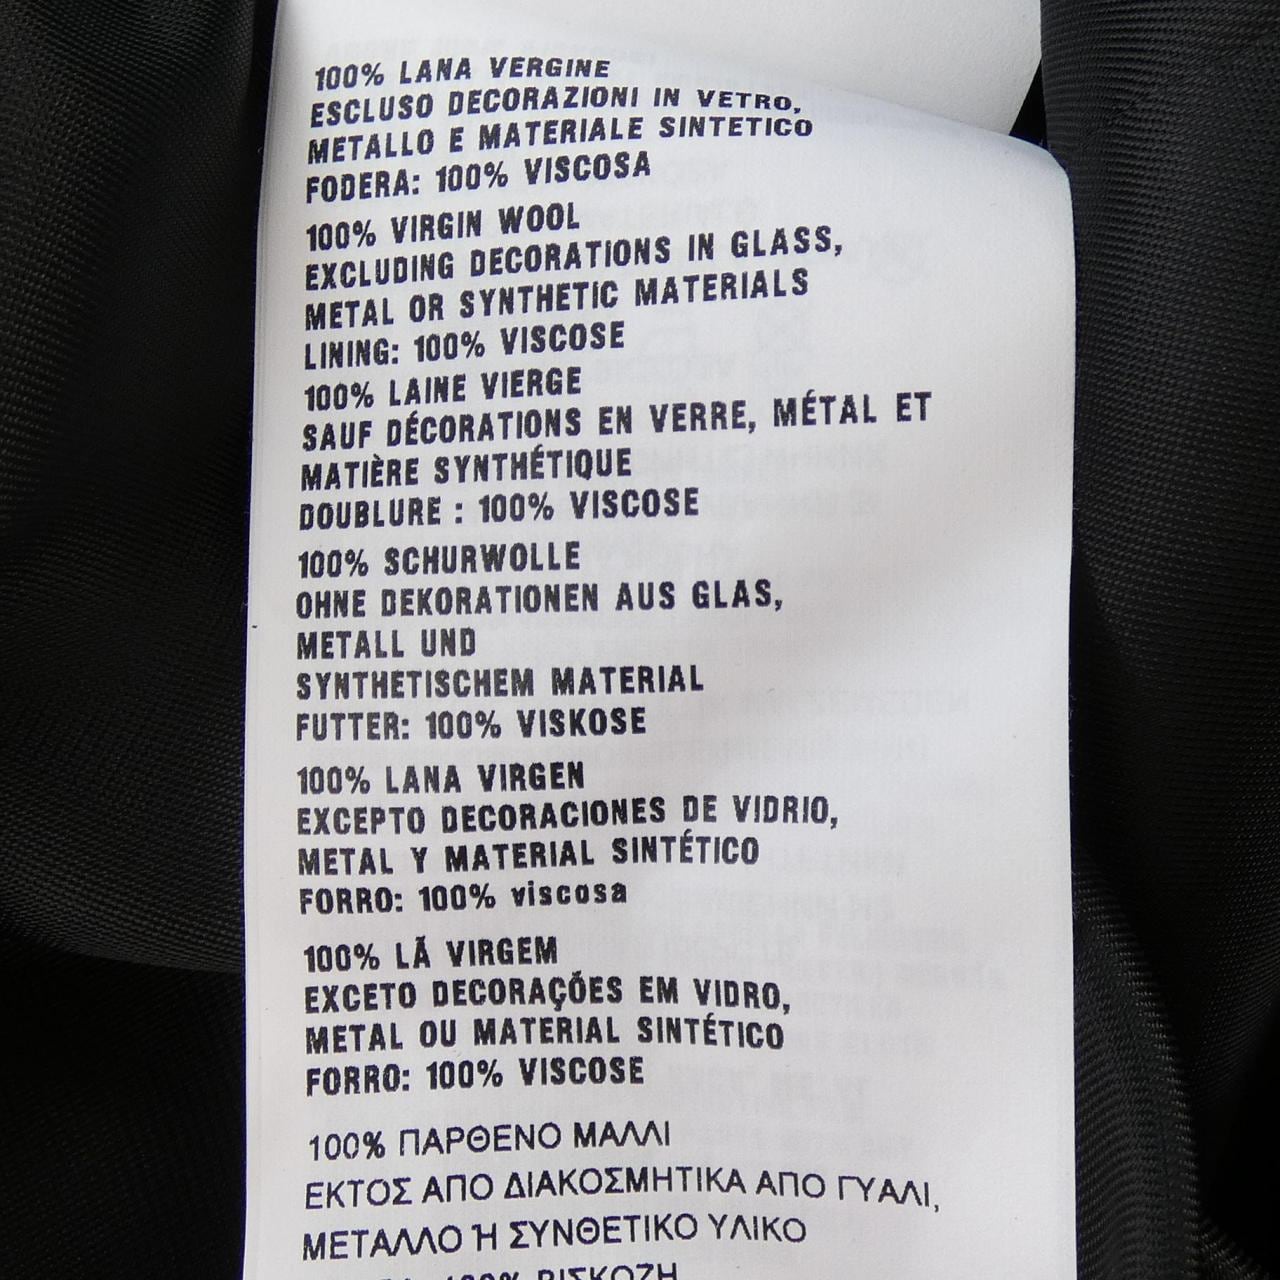 100% LANA VERGINE
ESCLUSO DECORAZIONI IN VETRO,
METALLO E MATERIALE SINTETICO
FODERA: 100% VISCOSA
100% VIRGIN WOOL
EXCLUDING DECORATIONS IN GLASS,
METAL OR SYNTHETIC MATERIALS
LINING: 100% VISCOSE
100% LAINE VIERGE
SAUF DÉCORATIONS EN VERRE, MÉTAL ET
MATIÈRE SYNTHÉTIQUE
DOUBLURE : 100% VISCOSE
100% SCHURWOLLE
OHNE DEKORATIONEN AUS GLAS,
METALL UND
SYNTHETISCHEM MATERIAL
FUTTER: 100% VISKOSE
100% LANA VIRGEN
EXCEPTO DECORACIONES DE VIDRIO,
METAL Y MATERIAL SINTÉTICO
FORRO: 100% viscosa
100% LÃ VIRGEM
EXCETO DECORAÇÕES EM VIDRO,
METAL OU MATERIAL SINTÉTICO
FORRO: 100% VISCOSE
100% ΠΑΡΘΕΝΟ ΜΑΛΛΙ
ΕΚΤΟΣ ΑΠΟ ΔΙΑΚΟΣΜΗΤΙΚΑ ΑΠΟ ΓΥΑΛΙ,
ΜΕΤΑΛΛΟ Ή ΣΥΝΘΕΤΙΚΟ ΥΛΙΚΟ
100% ΒΙΣΚΟΖΗ